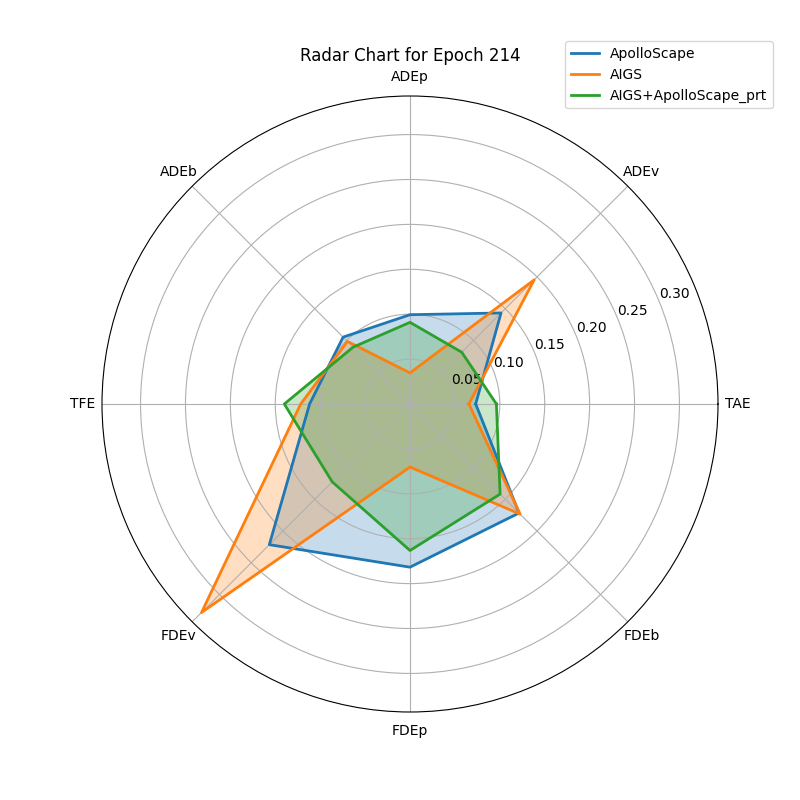 Radar Chart for Epoch 214
ApolloScape
AIGS
AIGS+ApolloScape_prt
ADEp
ADEb
ADEv
0.30
0.25
0.20
0.15
0.10
0.05
TFE
TAE
FDEv
FDEb
FDEp